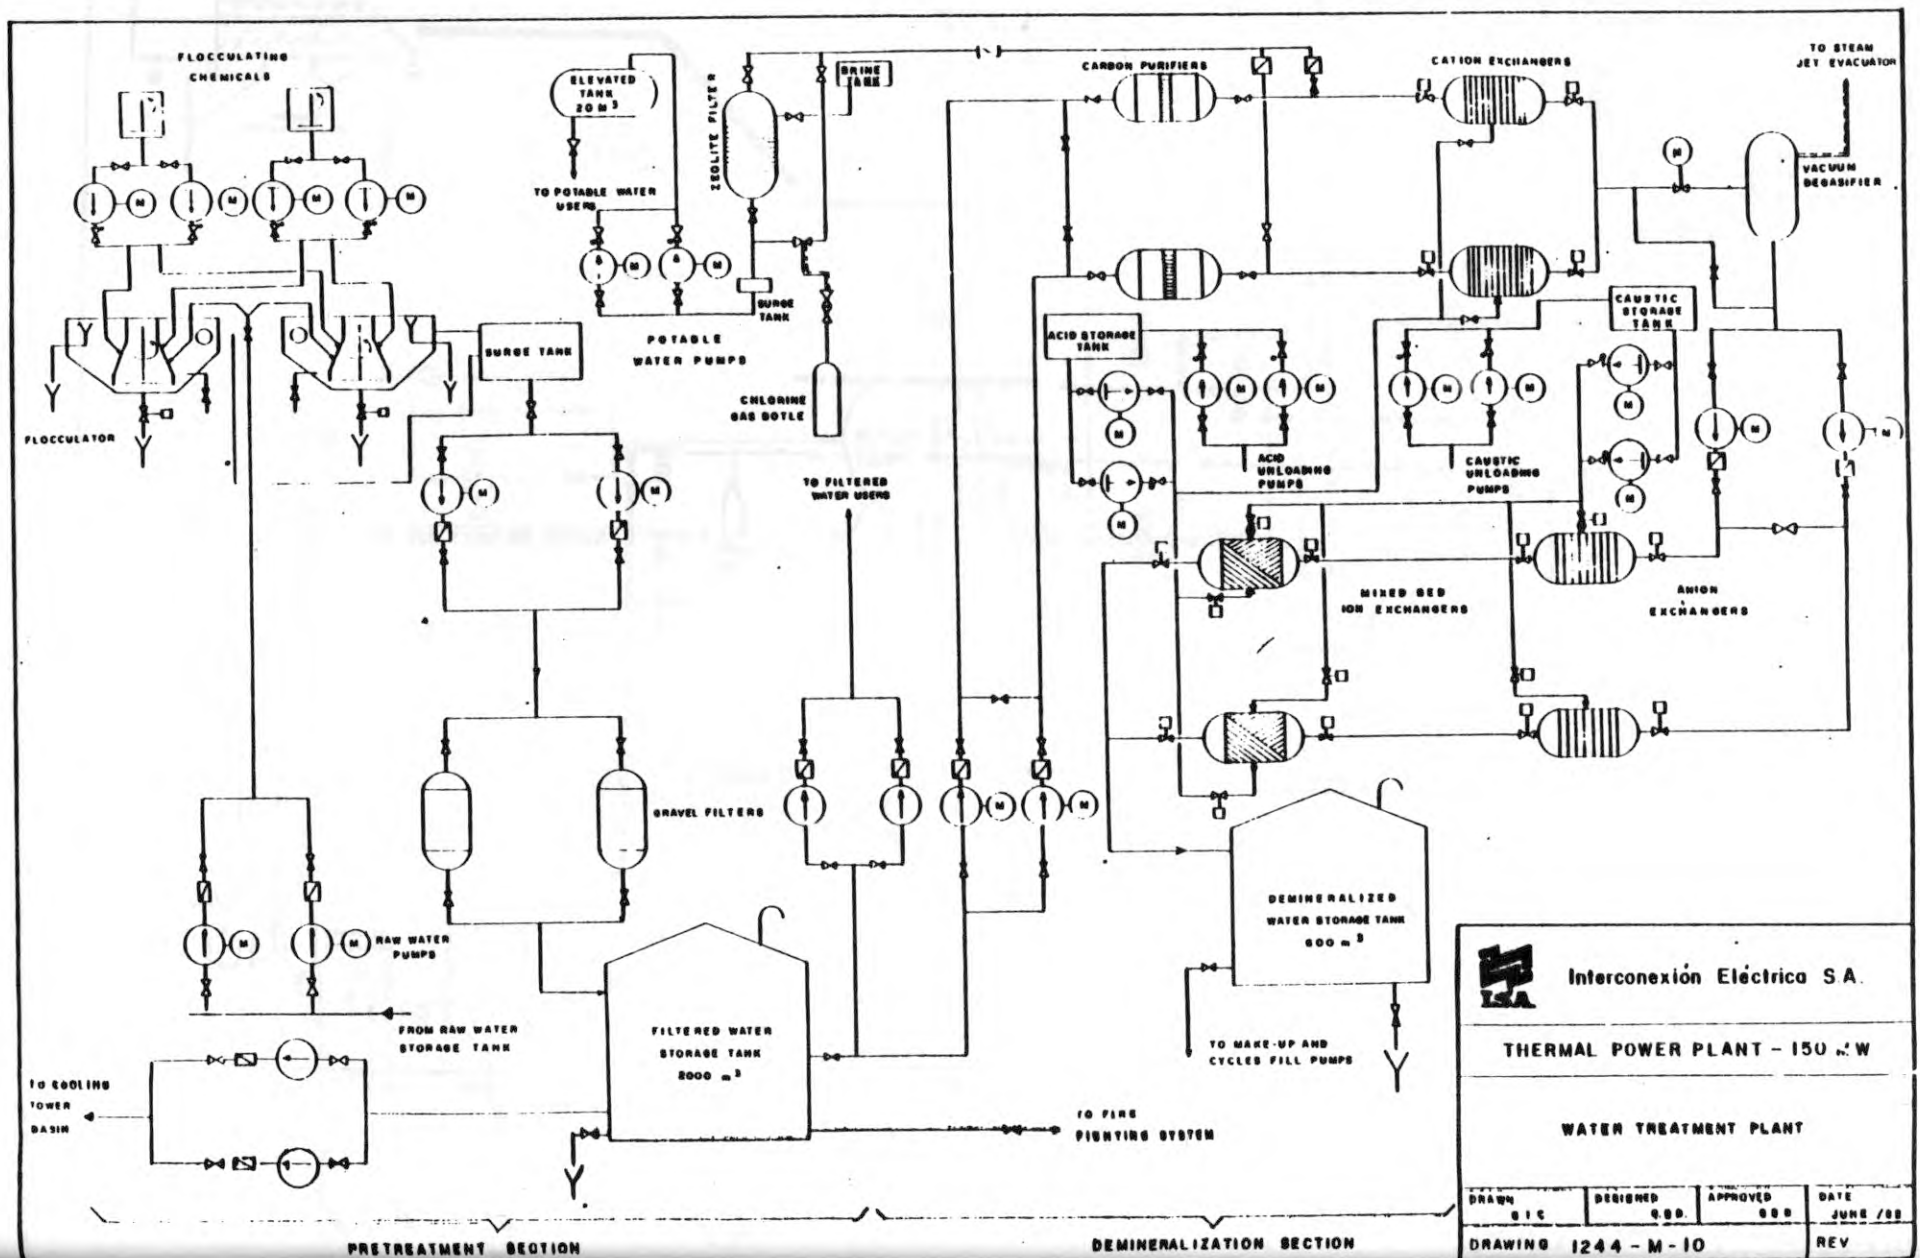 FLOCCULATING
CHEMICALS
M
M
M
M
FLOCCULATOR
ELEVATED
TANK
20 M³
TO POTABLE WATER
USERS
ZEOLITE FILTER
BRINE
TANK
M
M
SURGE
TANK
POTABLE
WATER PUMPS
CHLORINE
GAS BOTLE
SURGE TANK
M
M
TO FILTERED
WATER USERS
CARBON PURIFIERS
CATION EXCHANGERS
TO STEAM
JET EVACUATOR
M
VACUUM
DEGASIFIER
ACID STORAGE
TANK
CAUSTIC
STORAGE
TANK
M
M
M
M
M
M
M
M
M
M
ACID
UNLOADING
PUMPS
CAUSTIC
UNLOADING
PUMPS
MIXED BED
ION EXCHANGERS
ANION
EXCHANGERS
GRAVEL FILTERS
M
M
M
M
RAW WATER
PUMPS
FROM RAW WATER
STORAGE TANK
TO COOLING
TOWER
BASIN
FILTERED WATER
STORAGE TANK
2000 m³
TO FIRE
FIGHTING SYSTEM
DEMINERALIZED
WATER STORAGE TANK
600 m³
TO MAKE-UP AND
CYCLES FILL PUMPS
PRETREATMENT SECTION
DEMINERALIZATION SECTION
I.S.A.
Interconexión Eléctrica S.A.
THERMAL POWER PLANT - 150
WATER TREATMENT PLANT
DRAWN
DESIGNED
APPROVED
DATE
JUNE
DRAWING 1244-M-10
REV